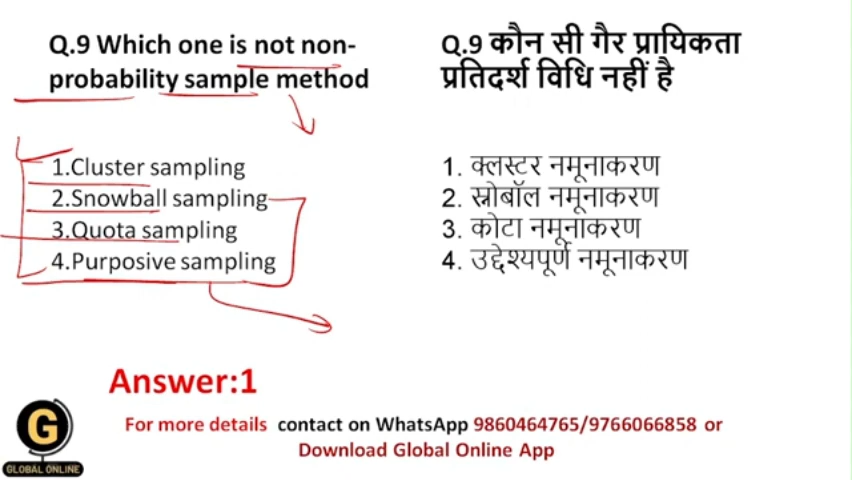 Q.9 Which one is not non-
probability sample method
1.Cluster sampling
2.Snowball sampling
3.Quota sampling
4.Purposive sampling
Q.9 कौन सी गैर प्रायिकता
प्रतिदर्श विधि नहीं है
1. क्लस्टर नमूनाकरण
2. स्नोबॉल नमूनाकरण
3. कोटा नमूनाकरण
4. उद्देश्यपूर्ण नमूनाकरण
Answer:1
For more details contact on WhatsApp 9860464765/9766066858 or
Download Global Online App
G
GLOBAL ONLINE